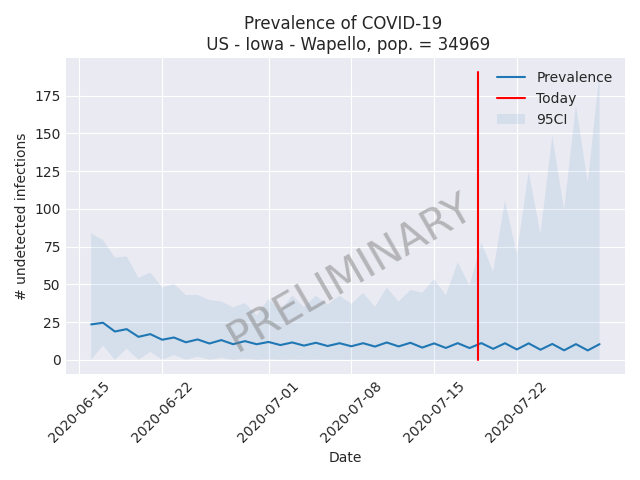 Prevalence of COVID-19
US - Iowa - Wapello, pop. = 34969
Prevalence
Today
95CI
# undetected infections
175
150
125
100
75
50
25
0
PRELIMINARY
2020-06-15
2020-06-22
2020-07-01
2020-07-08
2020-07-15
2020-07-22
Date